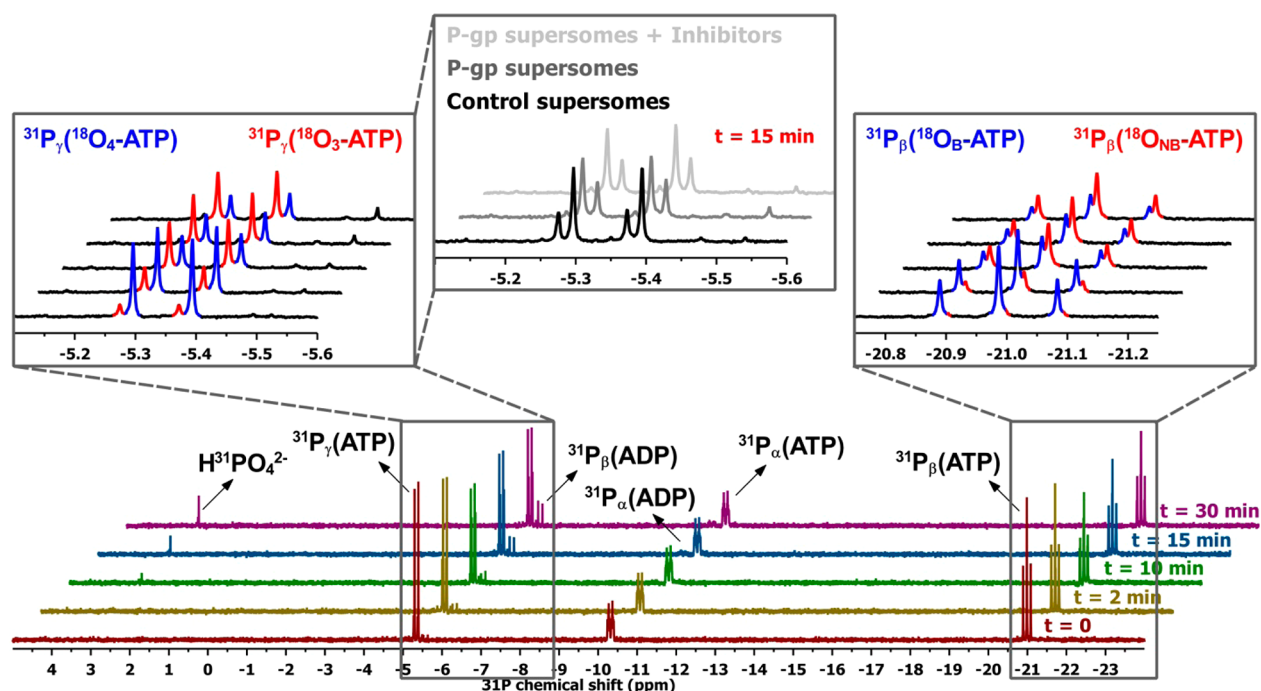 P-gp supersomes + Inhibitors
P-gp supersomes
Control supersomes
t = 15 min
-5.2 -5.3 -5.4 -5.5 -5.6
³¹Pγ(¹⁸O₄-ATP) ³¹Pγ(¹⁸O₃-ATP)
-5.2 -5.3 -5.4 -5.5 -5.6
³¹Pβ(¹⁸O_B-ATP) ³¹Pβ(¹⁸O_NB-ATP)
-20.8 -20.9 -21.0 -21.1 -21.2
H³¹PO₄²⁻
³¹Pγ(ATP)
³¹Pβ(ADP)
³¹Pα(ADP)
³¹Pα(ATP)
³¹Pβ(ATP)
t = 30 min
t = 15 min
t = 10 min
t = 2 min
t = 0
4 3 2 1 0 -1 -2 -3 -4 -5 -6 -7 -8 -9 -10 -11 -12 -13 -14 -15 -16 -17 -18 -19 -20 -21 -22 -23
31P chemical shift (ppm)